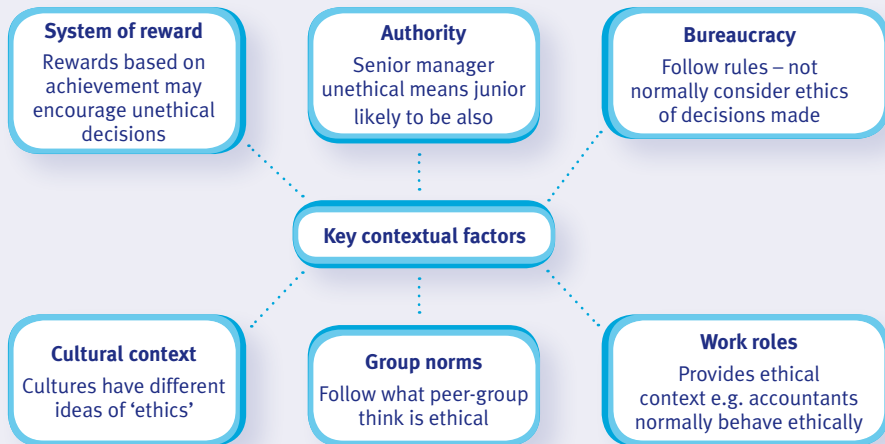 System of reward
Rewards based on
achievement may
encourage unethical
decisions
Authority
Senior manager
unethical means junior
likely to be also
Bureaucracy
Follow rules – not
normally consider ethics
of decisions made
Key contextual factors
Cultural context
Cultures have different
ideas of ‘ethics’
Group norms
Follow what peer-group
think is ethical
Work roles
Provides ethical
context e.g. accountants
normally behave ethically